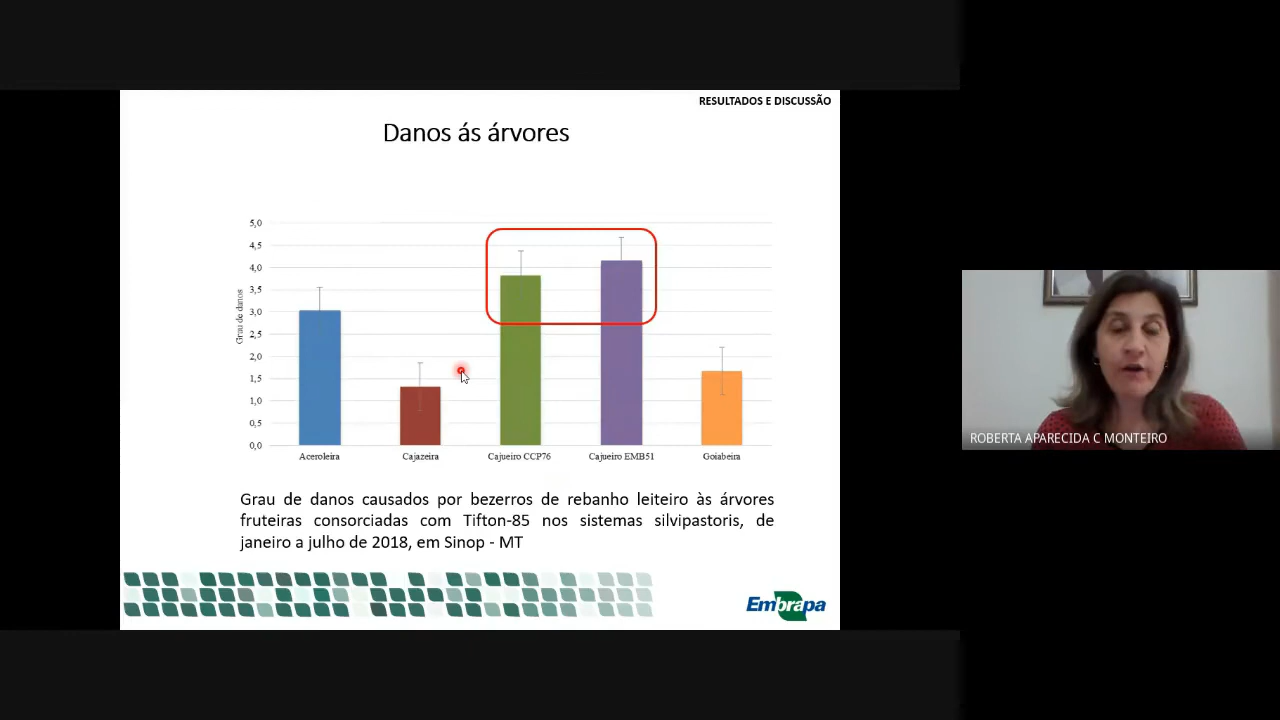 RESULTADOS E DISCUSSÃO
Danos ás árvores
5,0
4,5
4,0
3,5
3,0
2,5
2,0
1,5
1,0
0,5
0,0
Grau de danos
Aceroleira
Cajazeira
Cajueiro CCP76
Cajueiro EMB51
Goiabeira
Grau de danos causados por bezerros de rebanho leiteiro às árvores
fruteiras consorciadas com Tifton-85 nos sistemas silvipastoris, de
janeiro a julho de 2018, em Sinop - MT
Embrapa
ROBERTA APARECIDA C MONTEIRO